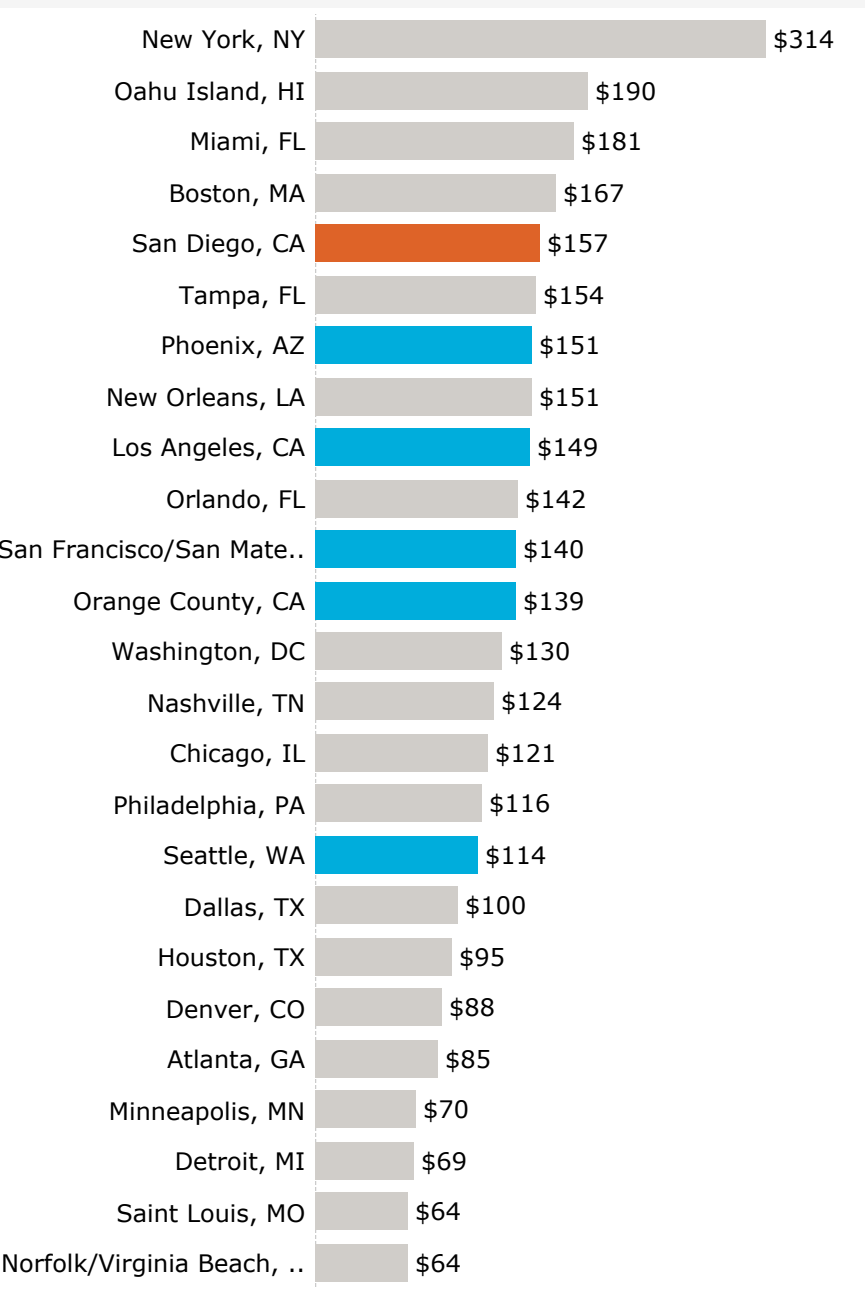 New York, NY $314
Oahu Island, HI $190
Miami, FL $181
Boston, MA $167
San Diego, CA $157
Tampa, FL $154
Phoenix, AZ $151
New Orleans, LA $151
Los Angeles, CA $149
Orlando, FL $142
San Francisco/San Mate.. $140
Orange County, CA $139
Washington, DC $130
Nashville, TN $124
Chicago, IL $121
Philadelphia, PA $116
Seattle, WA $114
Dallas, TX $100
Houston, TX $95
Denver, CO $88
Atlanta, GA $85
Minneapolis, MN $70
Detroit, MI $69
Saint Louis, MO $64
Norfolk/Virginia Beach, .. $64